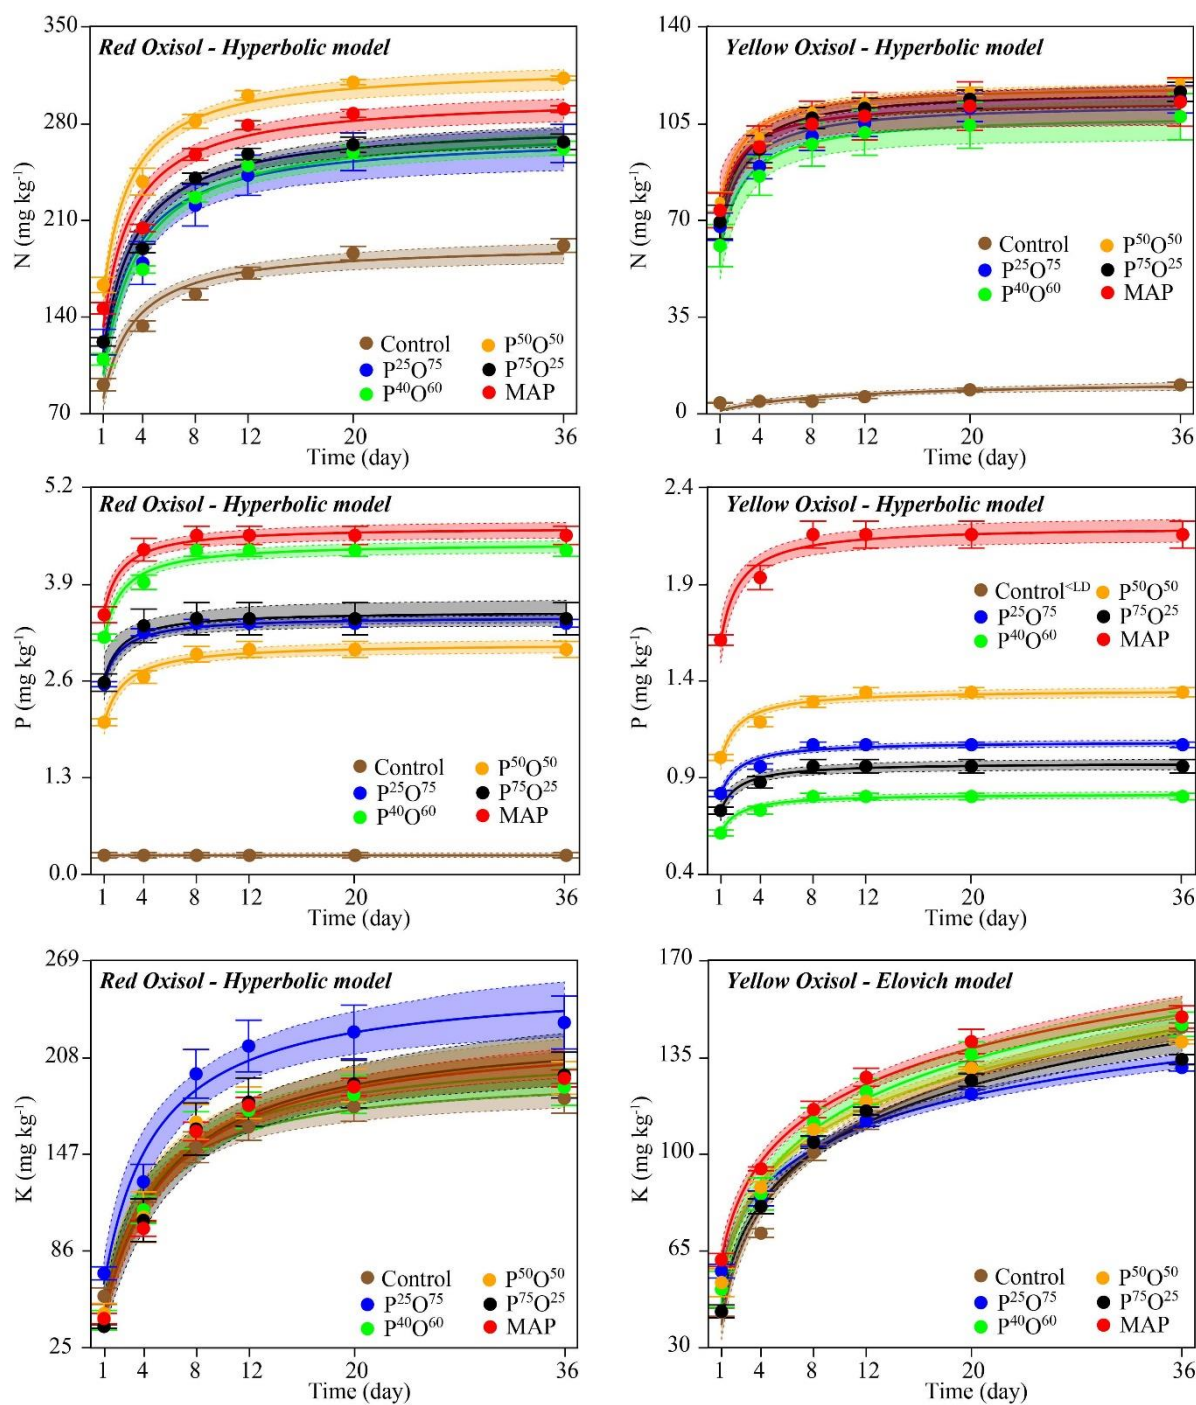 Red Oxisol - Hyperbolic model
N (mg kg⁻¹)
350
280
210
140
70
Control
P²⁵O⁷⁵
P⁴⁰O⁶⁰
P⁵⁰O⁵⁰
P⁷⁵O²⁵
MAP
1 4 8 12 20 36
Time (day)
Yellow Oxisol - Hyperbolic model
N (mg kg⁻¹)
140
105
70
35
0
Control
P²⁵O⁷⁵
P⁴⁰O⁶⁰
P⁵⁰O⁵⁰
P⁷⁵O²⁵
MAP
1 4 8 12 20 36
Time (day)
Red Oxisol - Hyperbolic model
P (mg kg⁻¹)
5.2
3.9
2.6
1.3
0.0
Control
P²⁵O⁷⁵
P⁴⁰O⁶⁰
P⁵⁰O⁵⁰
P⁷⁵O²⁵
MAP
1 4 8 12 20 36
Time (day)
Yellow Oxisol - Hyperbolic model
P (mg kg⁻¹)
2.4
1.9
1.4
0.9
0.4
Control<LD
P²⁵O⁷⁵
P⁴⁰O⁶⁰
P⁵⁰O⁵⁰
P⁷⁵O²⁵
MAP
1 4 8 12 20 36
Time (day)
Red Oxisol - Hyperbolic model
K (mg kg⁻¹)
269
208
147
86
25
Control
P²⁵O⁷⁵
P⁴⁰O⁶⁰
P⁵⁰O⁵⁰
P⁷⁵O²⁵
MAP
1 4 8 12 20 36
Time (day)
Yellow Oxisol - Elovich model
K (mg kg⁻¹)
170
135
100
65
30
Control
P²⁵O⁷⁵
P⁴⁰O⁶⁰
P⁵⁰O⁵⁰
P⁷⁵O²⁵
MAP
1 4 8 12 20 36
Time (day)